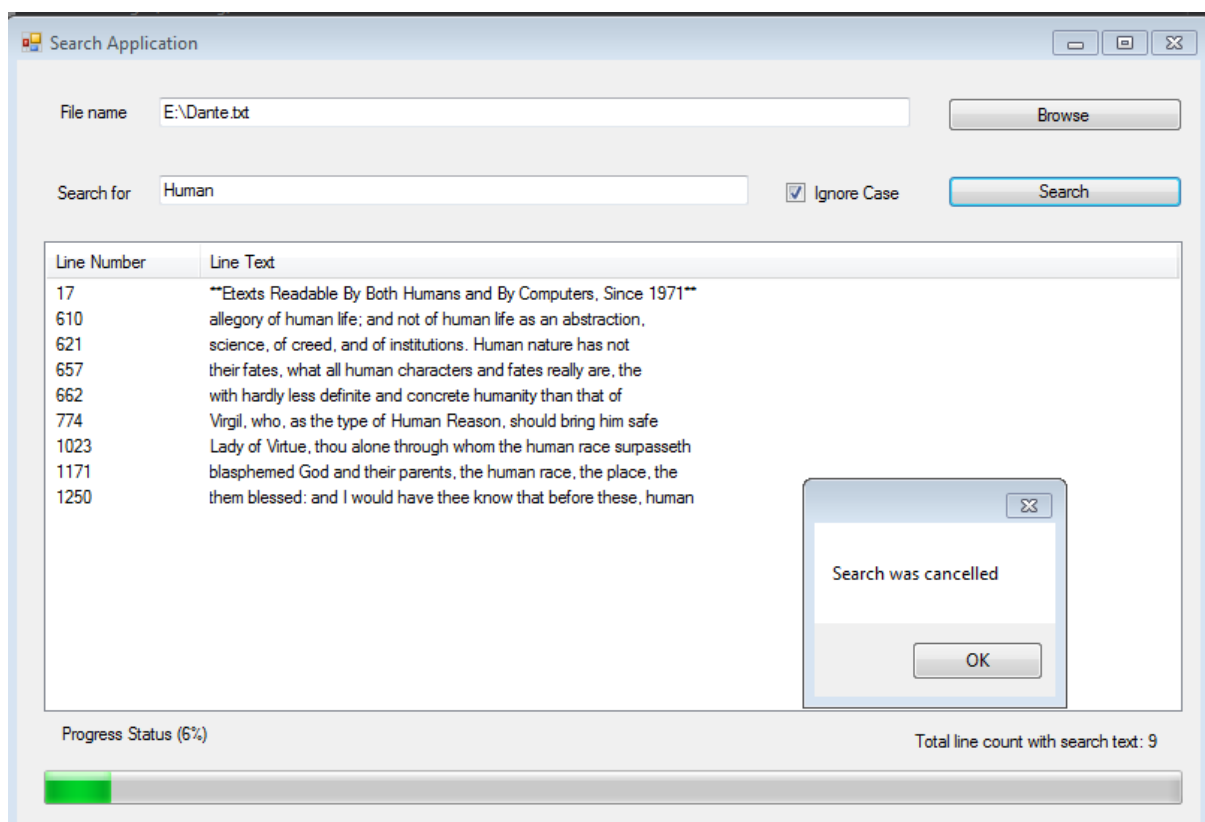 Search Application
File name E:\Dante.txt Browse
Search for Human Ignore Case Search
Line Number Line Text
17 **Etexts Readable By Both Humans and By Computers, Since 1971**
610 allegory of human life; and not of human life as an abstraction,
621 science, of creed, and of institutions. Human nature has not
657 their fates, what all human characters and fates really are, the
662 with hardly less definite and concrete humanity than that of
774 Virgil, who, as the type of Human Reason, should bring him safe
1023 Lady of Virtue, thou alone through whom the human race surpasseth
1171 blasphemed God and their parents, the human race, the place, the
1250 them blessed: and I would have thee know that before these, human
Search was cancelled
OK
Progress Status (6%) Total line count with search text: 9